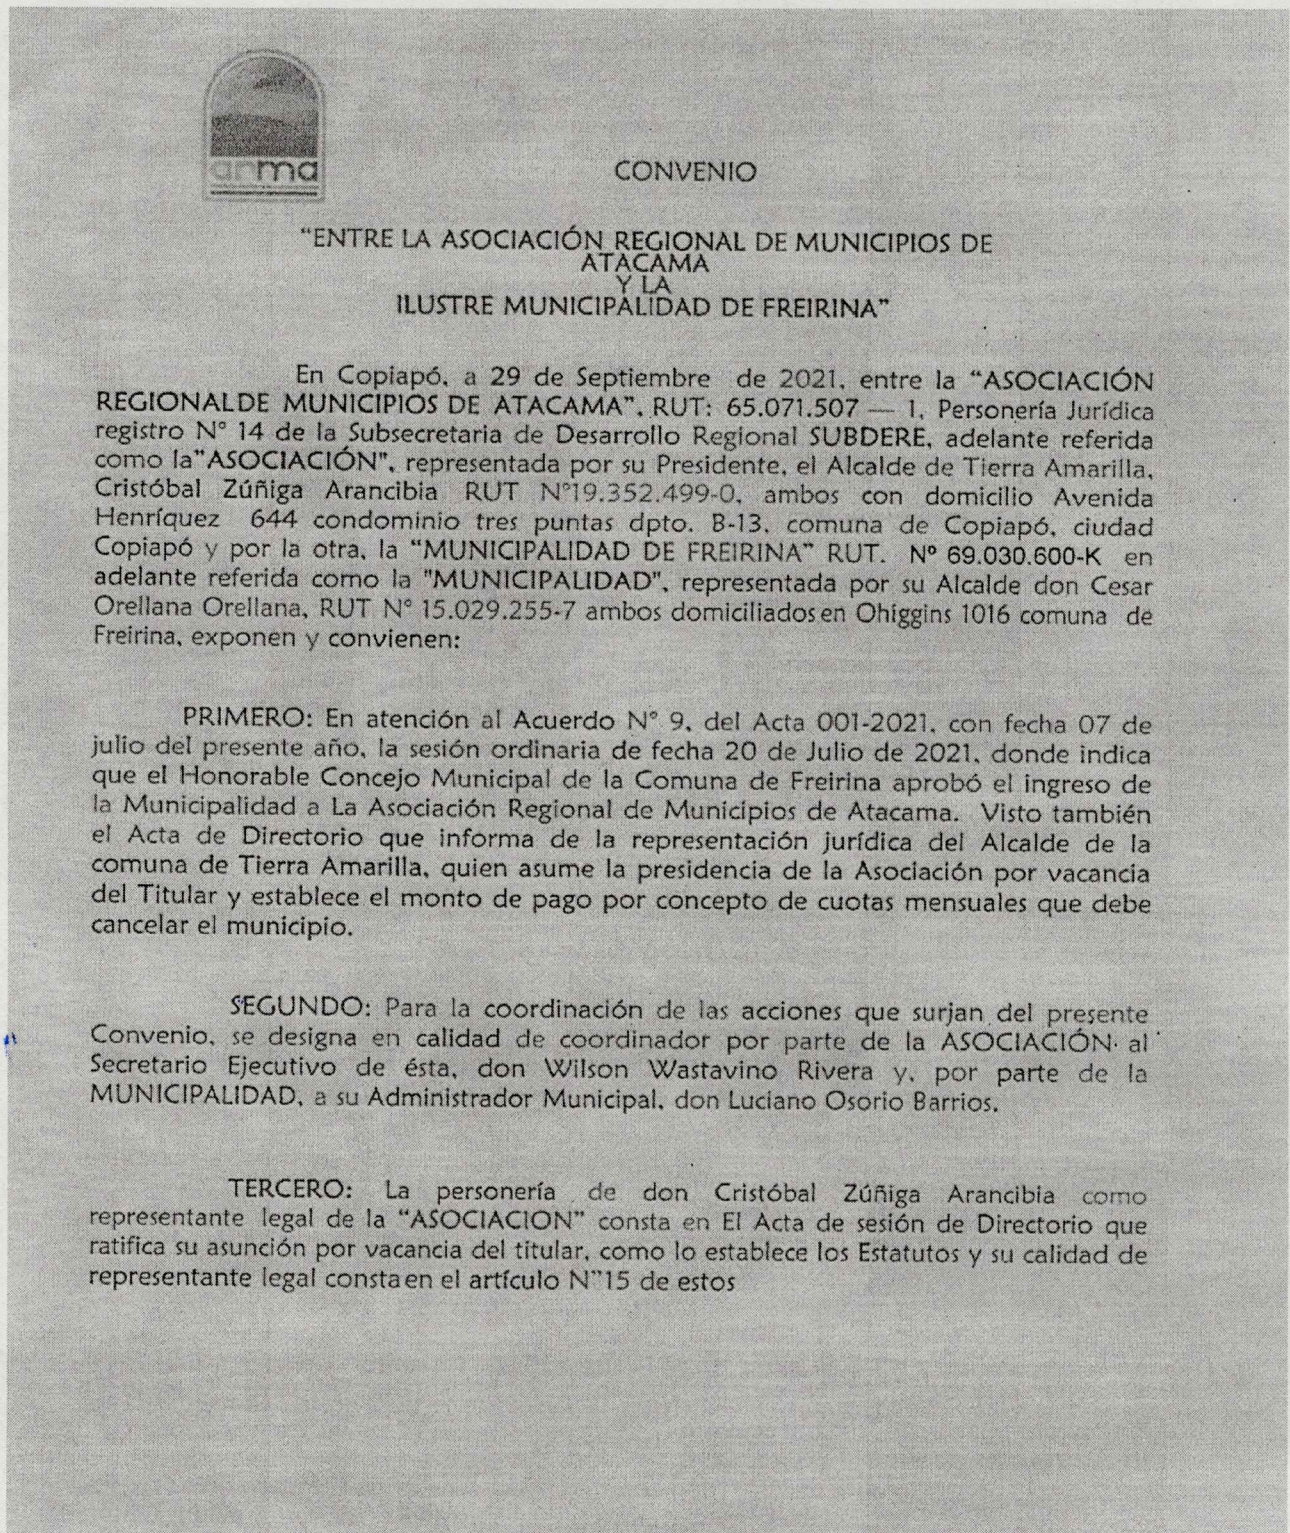 arma
CONVENIO
"ENTRE LA ASOCIACIÓN REGIONAL DE MUNICIPIOS DE
ATACAMA
Y LA
ILUSTRE MUNICIPALIDAD DE FREIRINA"
En Copiapó, a 29 de Septiembre de 2021, entre la "ASOCIACIÓN
REGIONALDE MUNICIPIOS DE ATACAMA", RUT: 65.071.507 — 1, Personería Jurídica
registro N° 14 de la Subsecretaria de Desarrollo Regional SUBDERE, adelante referida
como la"ASOCIACIÓN", representada por su Presidente, el Alcalde de Tierra Amarilla,
Cristóbal Zúñiga Arancibia RUT N°19.352.499-0, ambos con domicilio Avenida
Henríquez 644 condominio tres puntas dpto. B-13, comuna de Copiapó, ciudad
Copiapó y por la otra, la "MUNICIPALIDAD DE FREIRINA" RUT. Nº 69.030.600-K en
adelante referida como la "MUNICIPALIDAD", representada por su Alcalde don Cesar
Orellana Orellana, RUT N° 15.029.255-7 ambos domiciliados en Ohiggins 1016 comuna de
Freirina, exponen y convienen:
PRIMERO: En atención al Acuerdo N° 9, del Acta 001-2021, con fecha 07 de
julio del presente año, la sesión ordinaria de fecha 20 de Julio de 2021, donde indica
que el Honorable Concejo Municipal de la Comuna de Freirina aprobó el ingreso de
la Municipalidad a La Asociación Regional de Municipios de Atacama. Visto también
el Acta de Directorio que informa de la representación jurídica del Alcalde de la
comuna de Tierra Amarilla, quien asume la presidencia de la Asociación por vacancia
del Titular y establece el monto de pago por concepto de cuotas mensuales que debe
cancelar el municipio.
SEGUNDO: Para la coordinación de las acciones que surjan del presente
Convenio, se designa en calidad de coordinador por parte de la ASOCIACIÓN al
Secretario Ejecutivo de ésta, don Wilson Wastavino Rivera y, por parte de la
MUNICIPALIDAD, a su Administrador Municipal, don Luciano Osorio Barrios.
TERCERO: La personería de don Cristóbal Zúñiga Arancibia como
representante legal de la "ASOCIACION" consta en El Acta de sesión de Directorio que
ratifica su asunción por vacancia del titular, como lo establece los Estatutos y su calidad de
representante legal consta en el artículo N°15 de estos